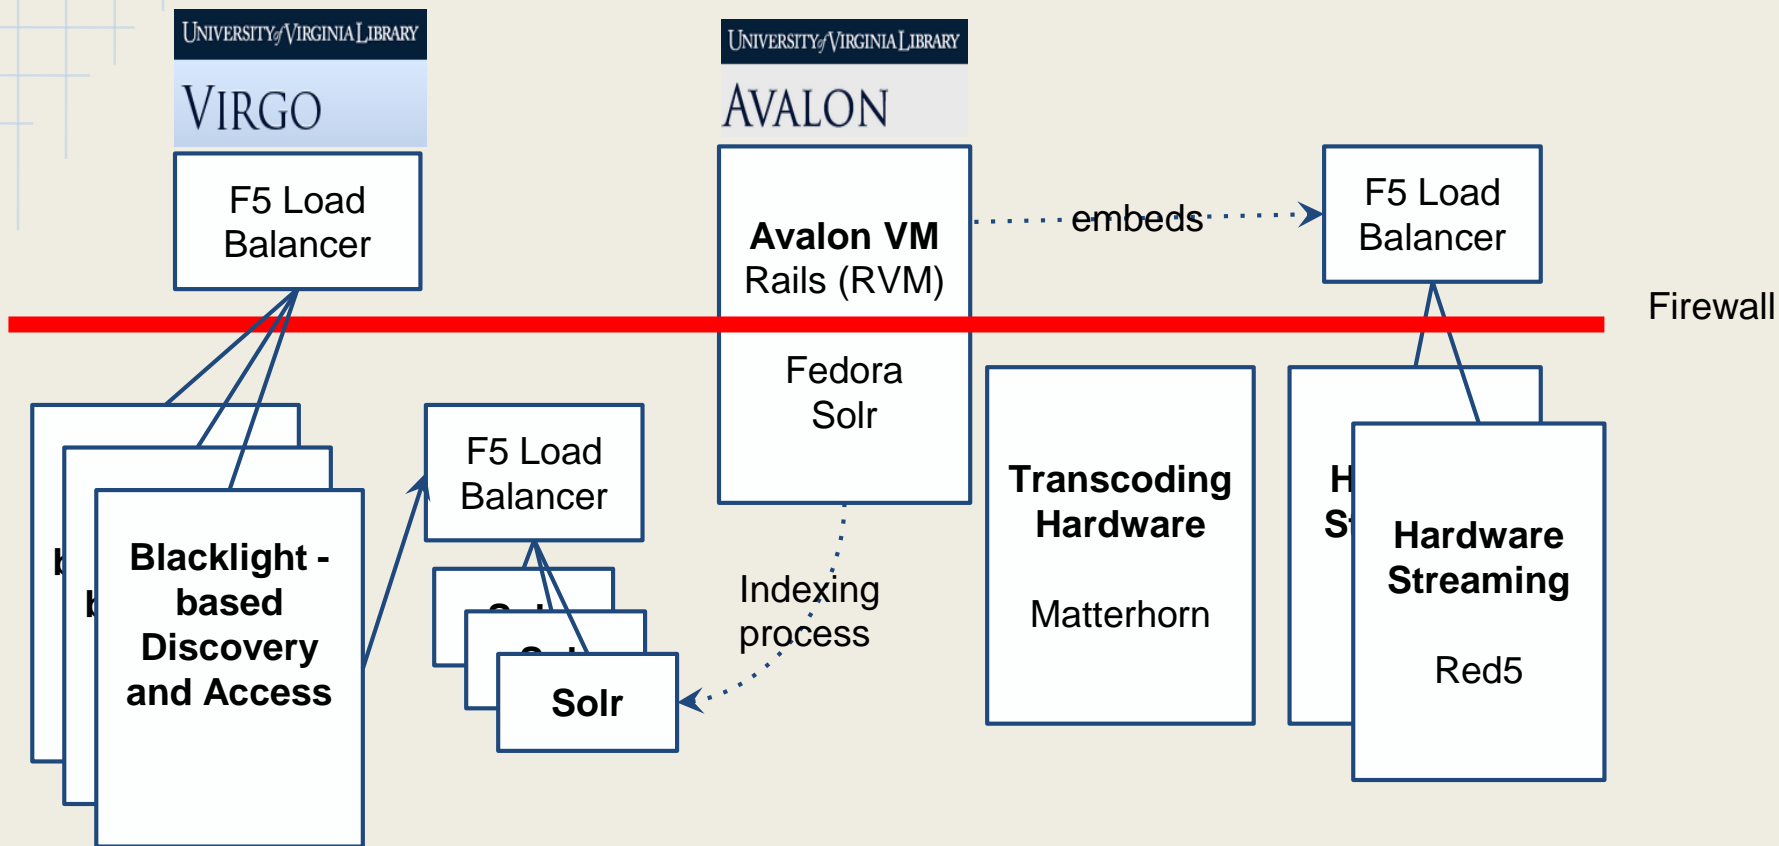 UNIVERSITY of VIRGINIA LIBRARY
VIRGO
F5 Load
Balancer
UNIVERSITY of VIRGINIA LIBRARY
AVALON
Avalon VM
Rails (RVM)
Fedora
Solr
embeds
F5 Load
Balancer
Firewall
Blacklight -
based
Discovery
and Access
F5 Load
Balancer
Solr
Indexing
process
Transcoding
Hardware
Matterhorn
Hardware
Streaming
Red5